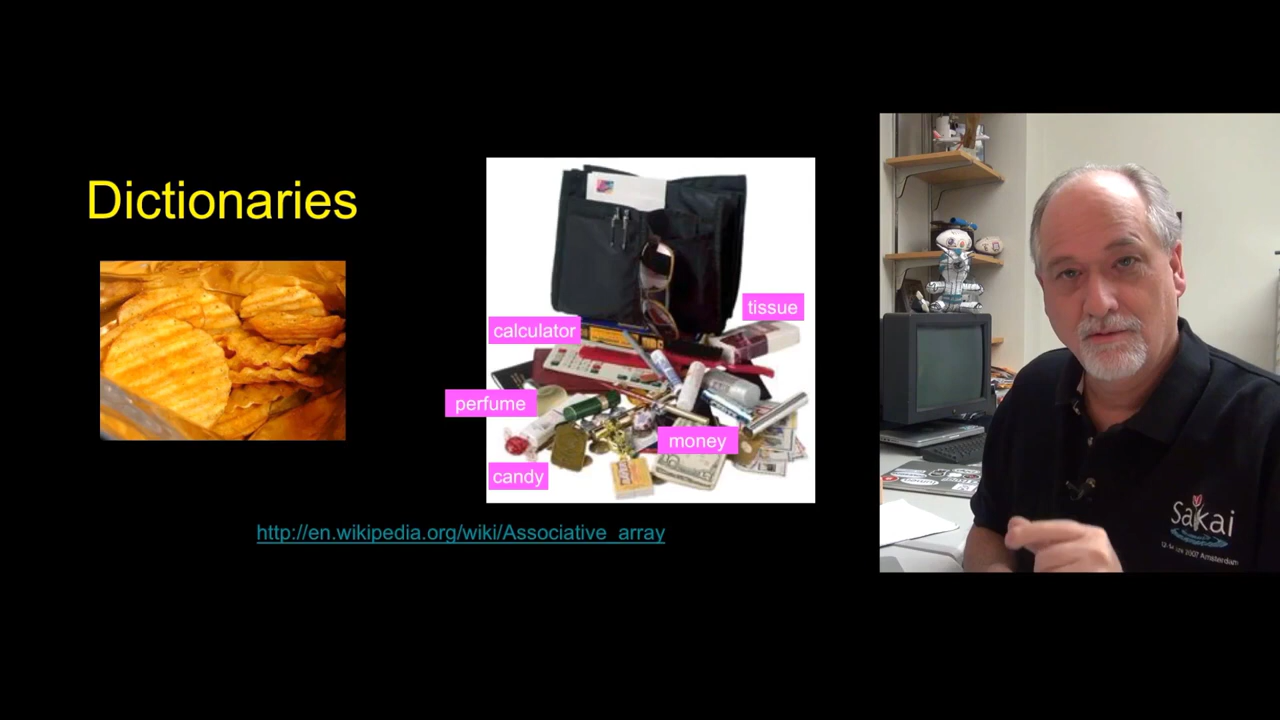 Dictionaries
tissue
calculator
perfume
money
candy
http://en.wikipedia.org/wiki/Associative_array
Sakai